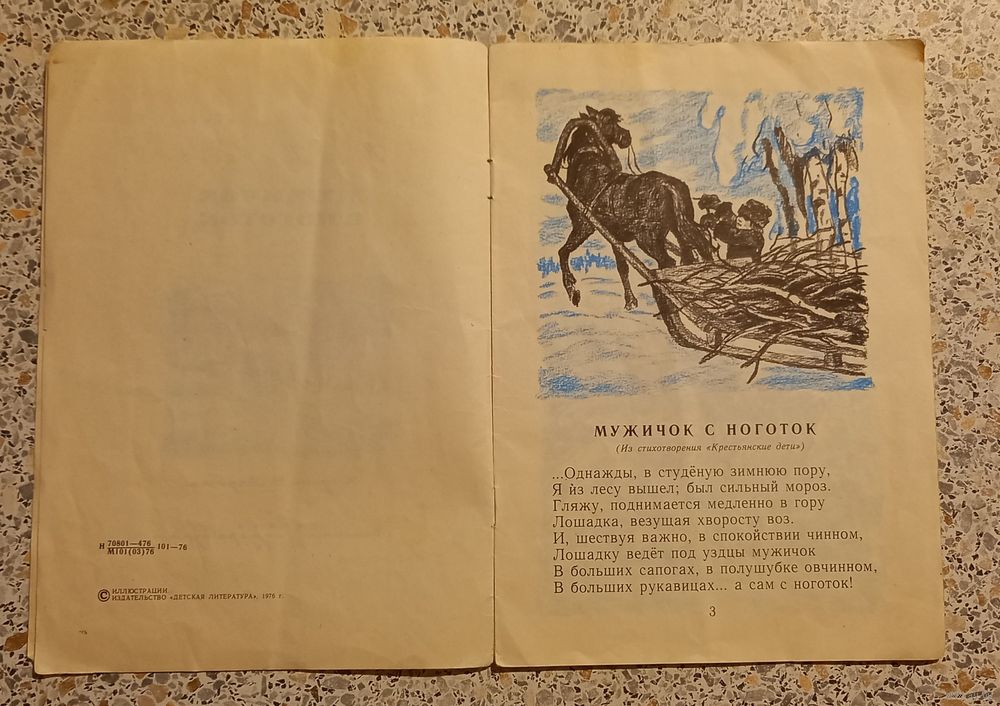 Н 70801—476 101—76
М101(03)76
© ИЛЛЮСТРАЦИИ.
ИЗДАТЕЛЬСТВО «ДЕТСКАЯ ЛИТЕРАТУРА», 1976 г.
МУЖИЧОК С НОГОТОК
(Из стихотворения «Крестьянские дети»)
...Однажды, в студёную зимнюю пору,
Я из лесу вышел; был сильный мороз.
Гляжу, поднимается медленно в гору
Лошадка, везущая хворосту воз.
И, шествуя важно, в спокойствии чинном,
Лошадку ведёт под уздцы мужичок
В больших сапогах, в полушубке овчинном,
В больших рукавицах... а сам с ноготок!
3